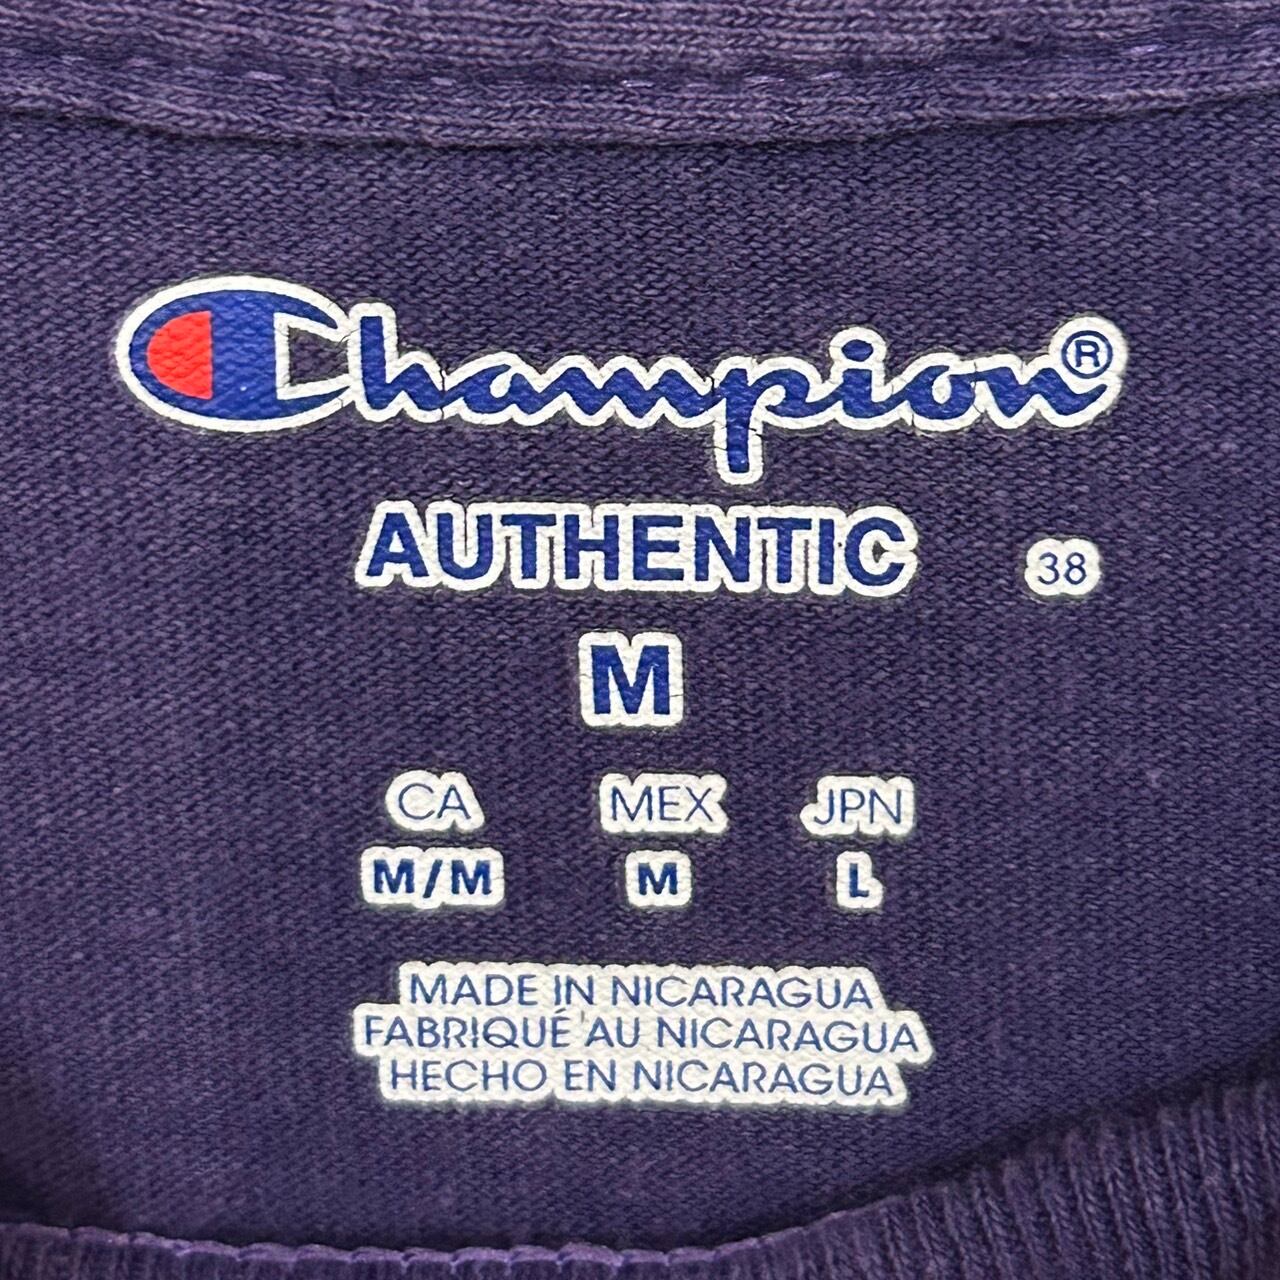 Champion®
AUTHENTIC 38
M
CA MEX JPN
M/M M L
MADE IN NICARAGUA
FABRIQUÉ AU NICARAGUA
HECHO EN NICARAGUA